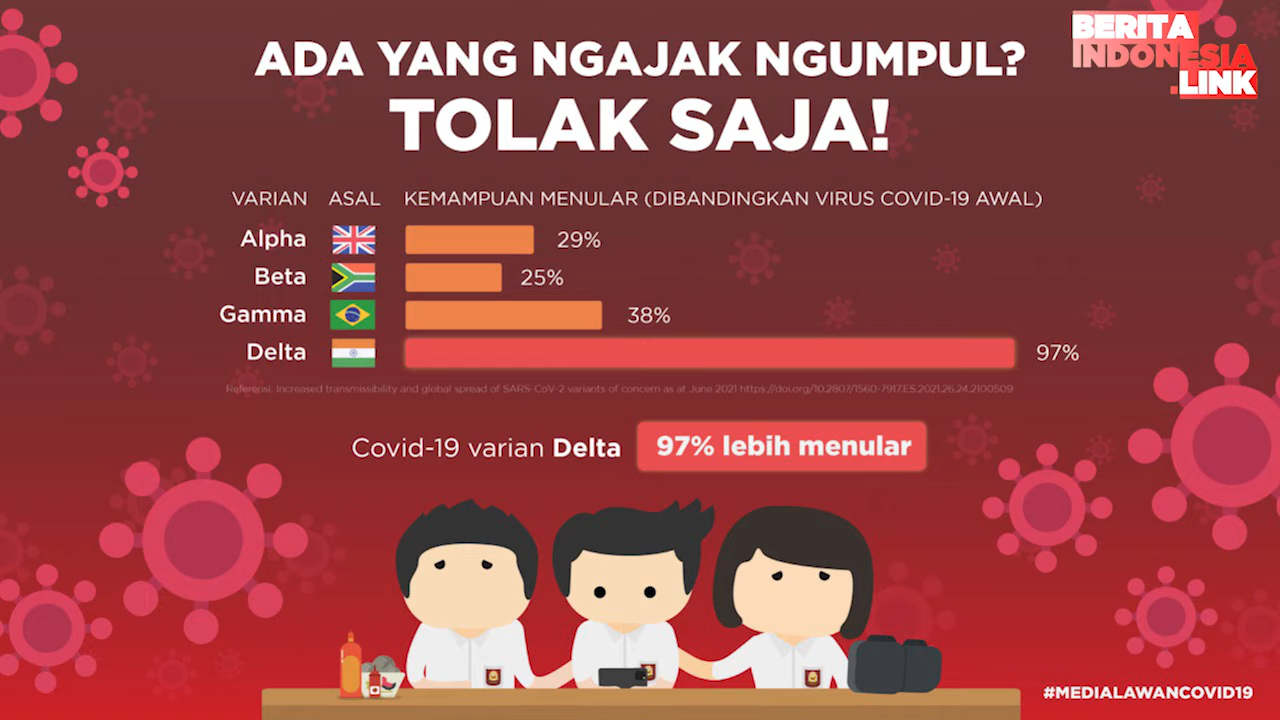 BERITA
INDONESIA
.LINK
ADA YANG NGAJAK NGUMPUL?
TOLAK SAJA!
VARIAN ASAL KEMAMPUAN MENULAR (DIBANDINGKAN VIRUS COVID-19 AWAL)
Alpha 29%
Beta 25%
Gamma 38%
Delta 97%
Referensi: Increased transmissibility and global spread of SARS-CoV-2 variants of concern as at June 2021 https://doi.org/10.2807/1560-7917.ES.2021.26.24.2100509
Covid-19 varian Delta 97% lebih menular
#MEDIALAWANCOVID19